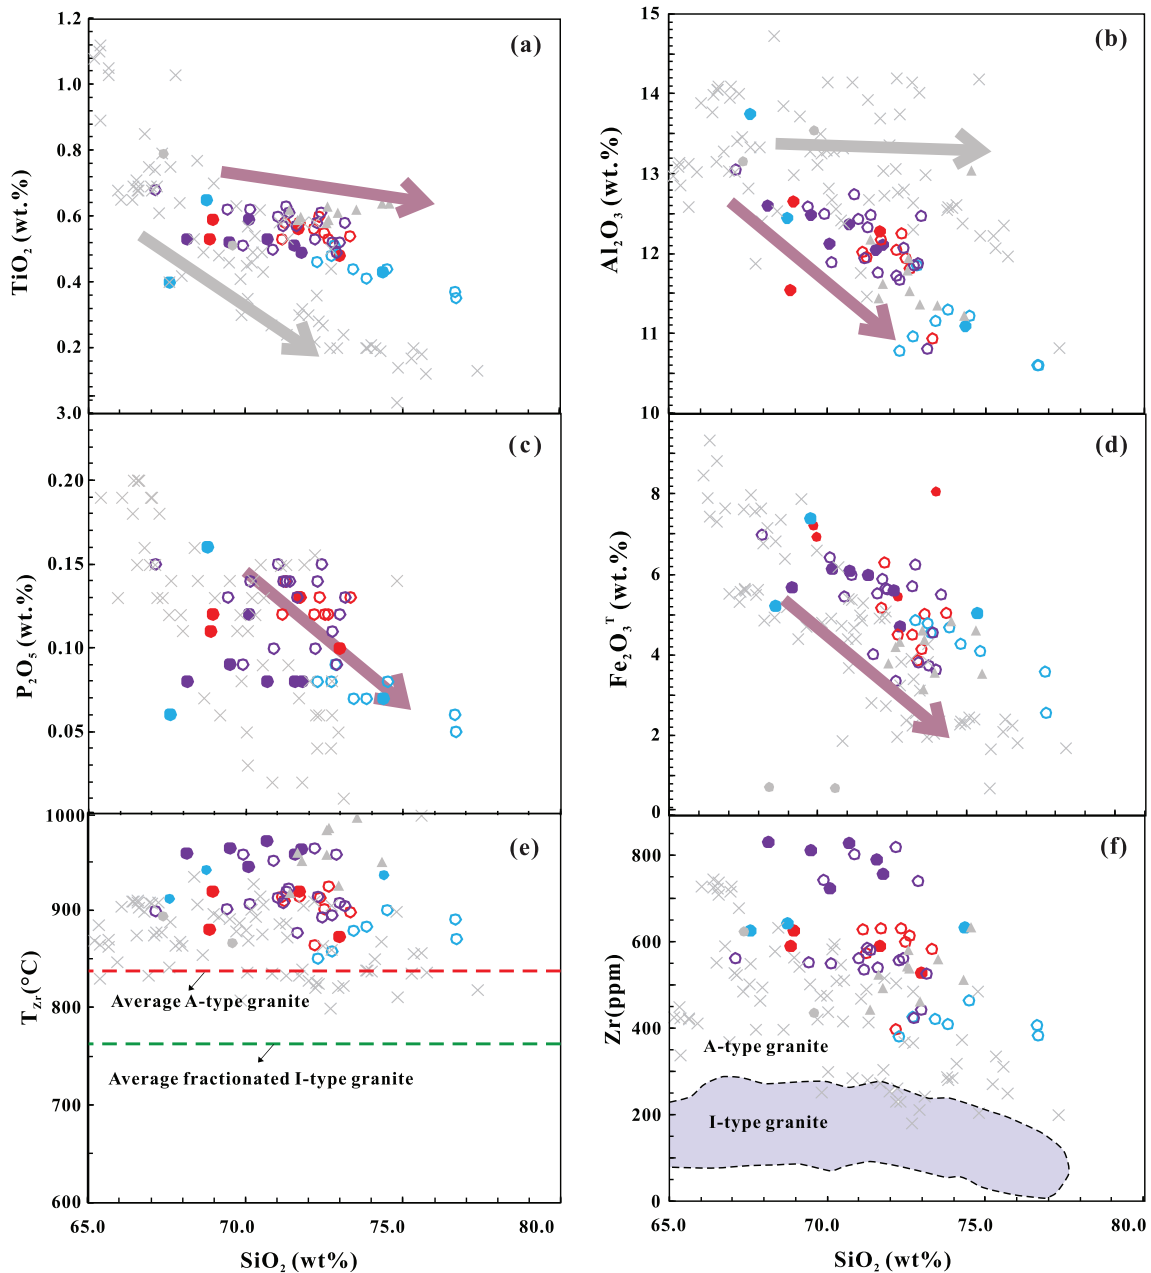 (a)
TiO2 (wt.%)
1.2
1.0
0.8
0.6
0.4
0.2
3.0
(b)
Al2O3 (wt.%)
15
14
13
12
11
10
(c)
P2O5 (wt.%)
0.20
0.15
0.10
0.05
(d)
Fe2O3T (wt.%)
8
6
4
2
0
(e)
TZr(°C)
1000
900
800
700
600
Average A-type granite
Average fractionated I-type granite
65.0 70.0 75.0 80.0
SiO2 (wt%)
(f)
Zr(ppm)
800
600
400
200
0
A-type granite
I-type granite
65 70.0 75.0 80.0
SiO2 (wt%)